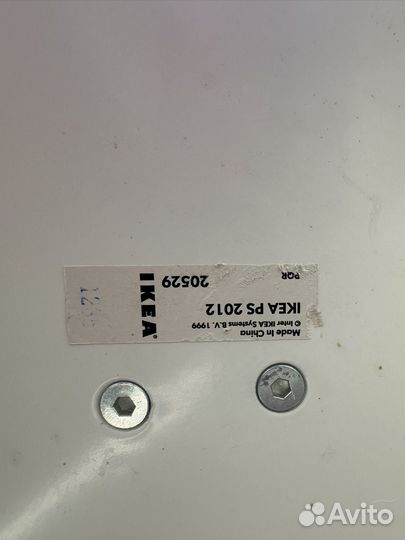 Made in China
© Inter IKEA Systems B.V. 1999
IKEA PS 2012
20529
PQR
IKEA
Avito